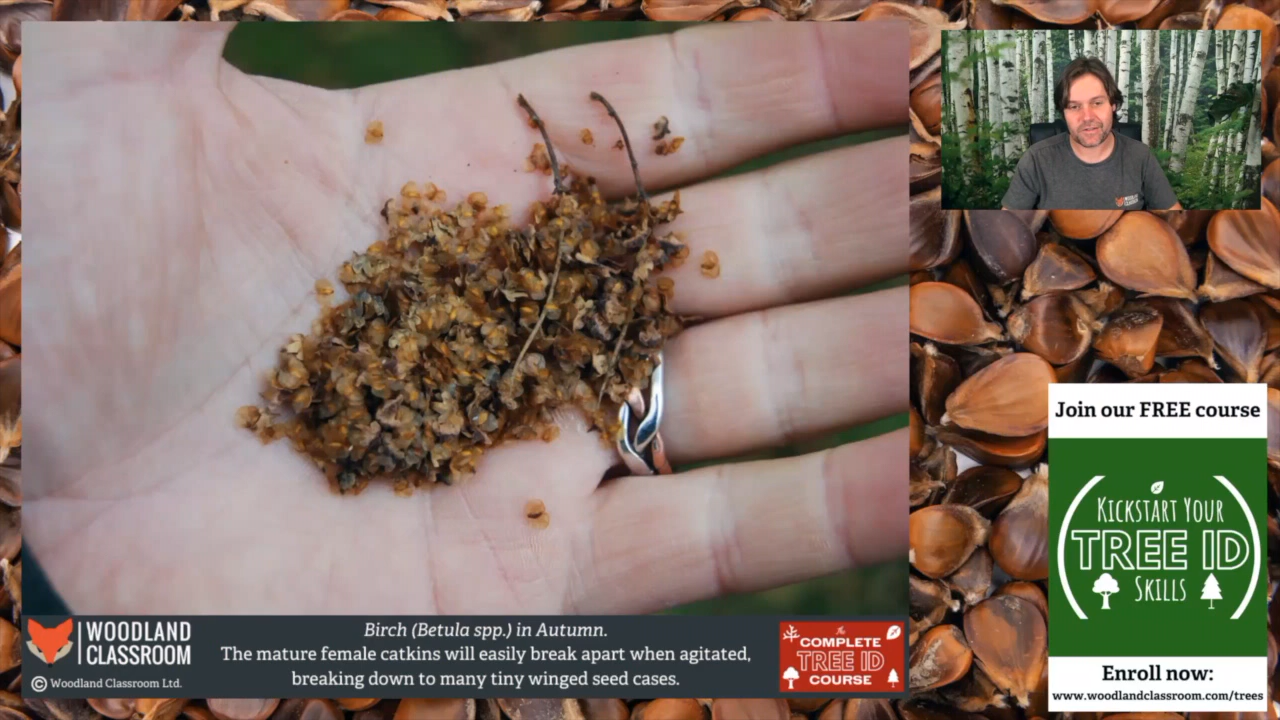 Join our FREE course
KICKSTART YOUR
TREE ID
SKILLS
Enroll now:
www.woodlandclassroom.com/trees
WOODLAND
CLASSROOM
© Woodland Classroom Ltd.
Birch (Betula spp.) in Autumn.
The mature female catkins will easily break apart when agitated,
breaking down to many tiny winged seed cases.
The
COMPLETE
TREE ID
COURSE